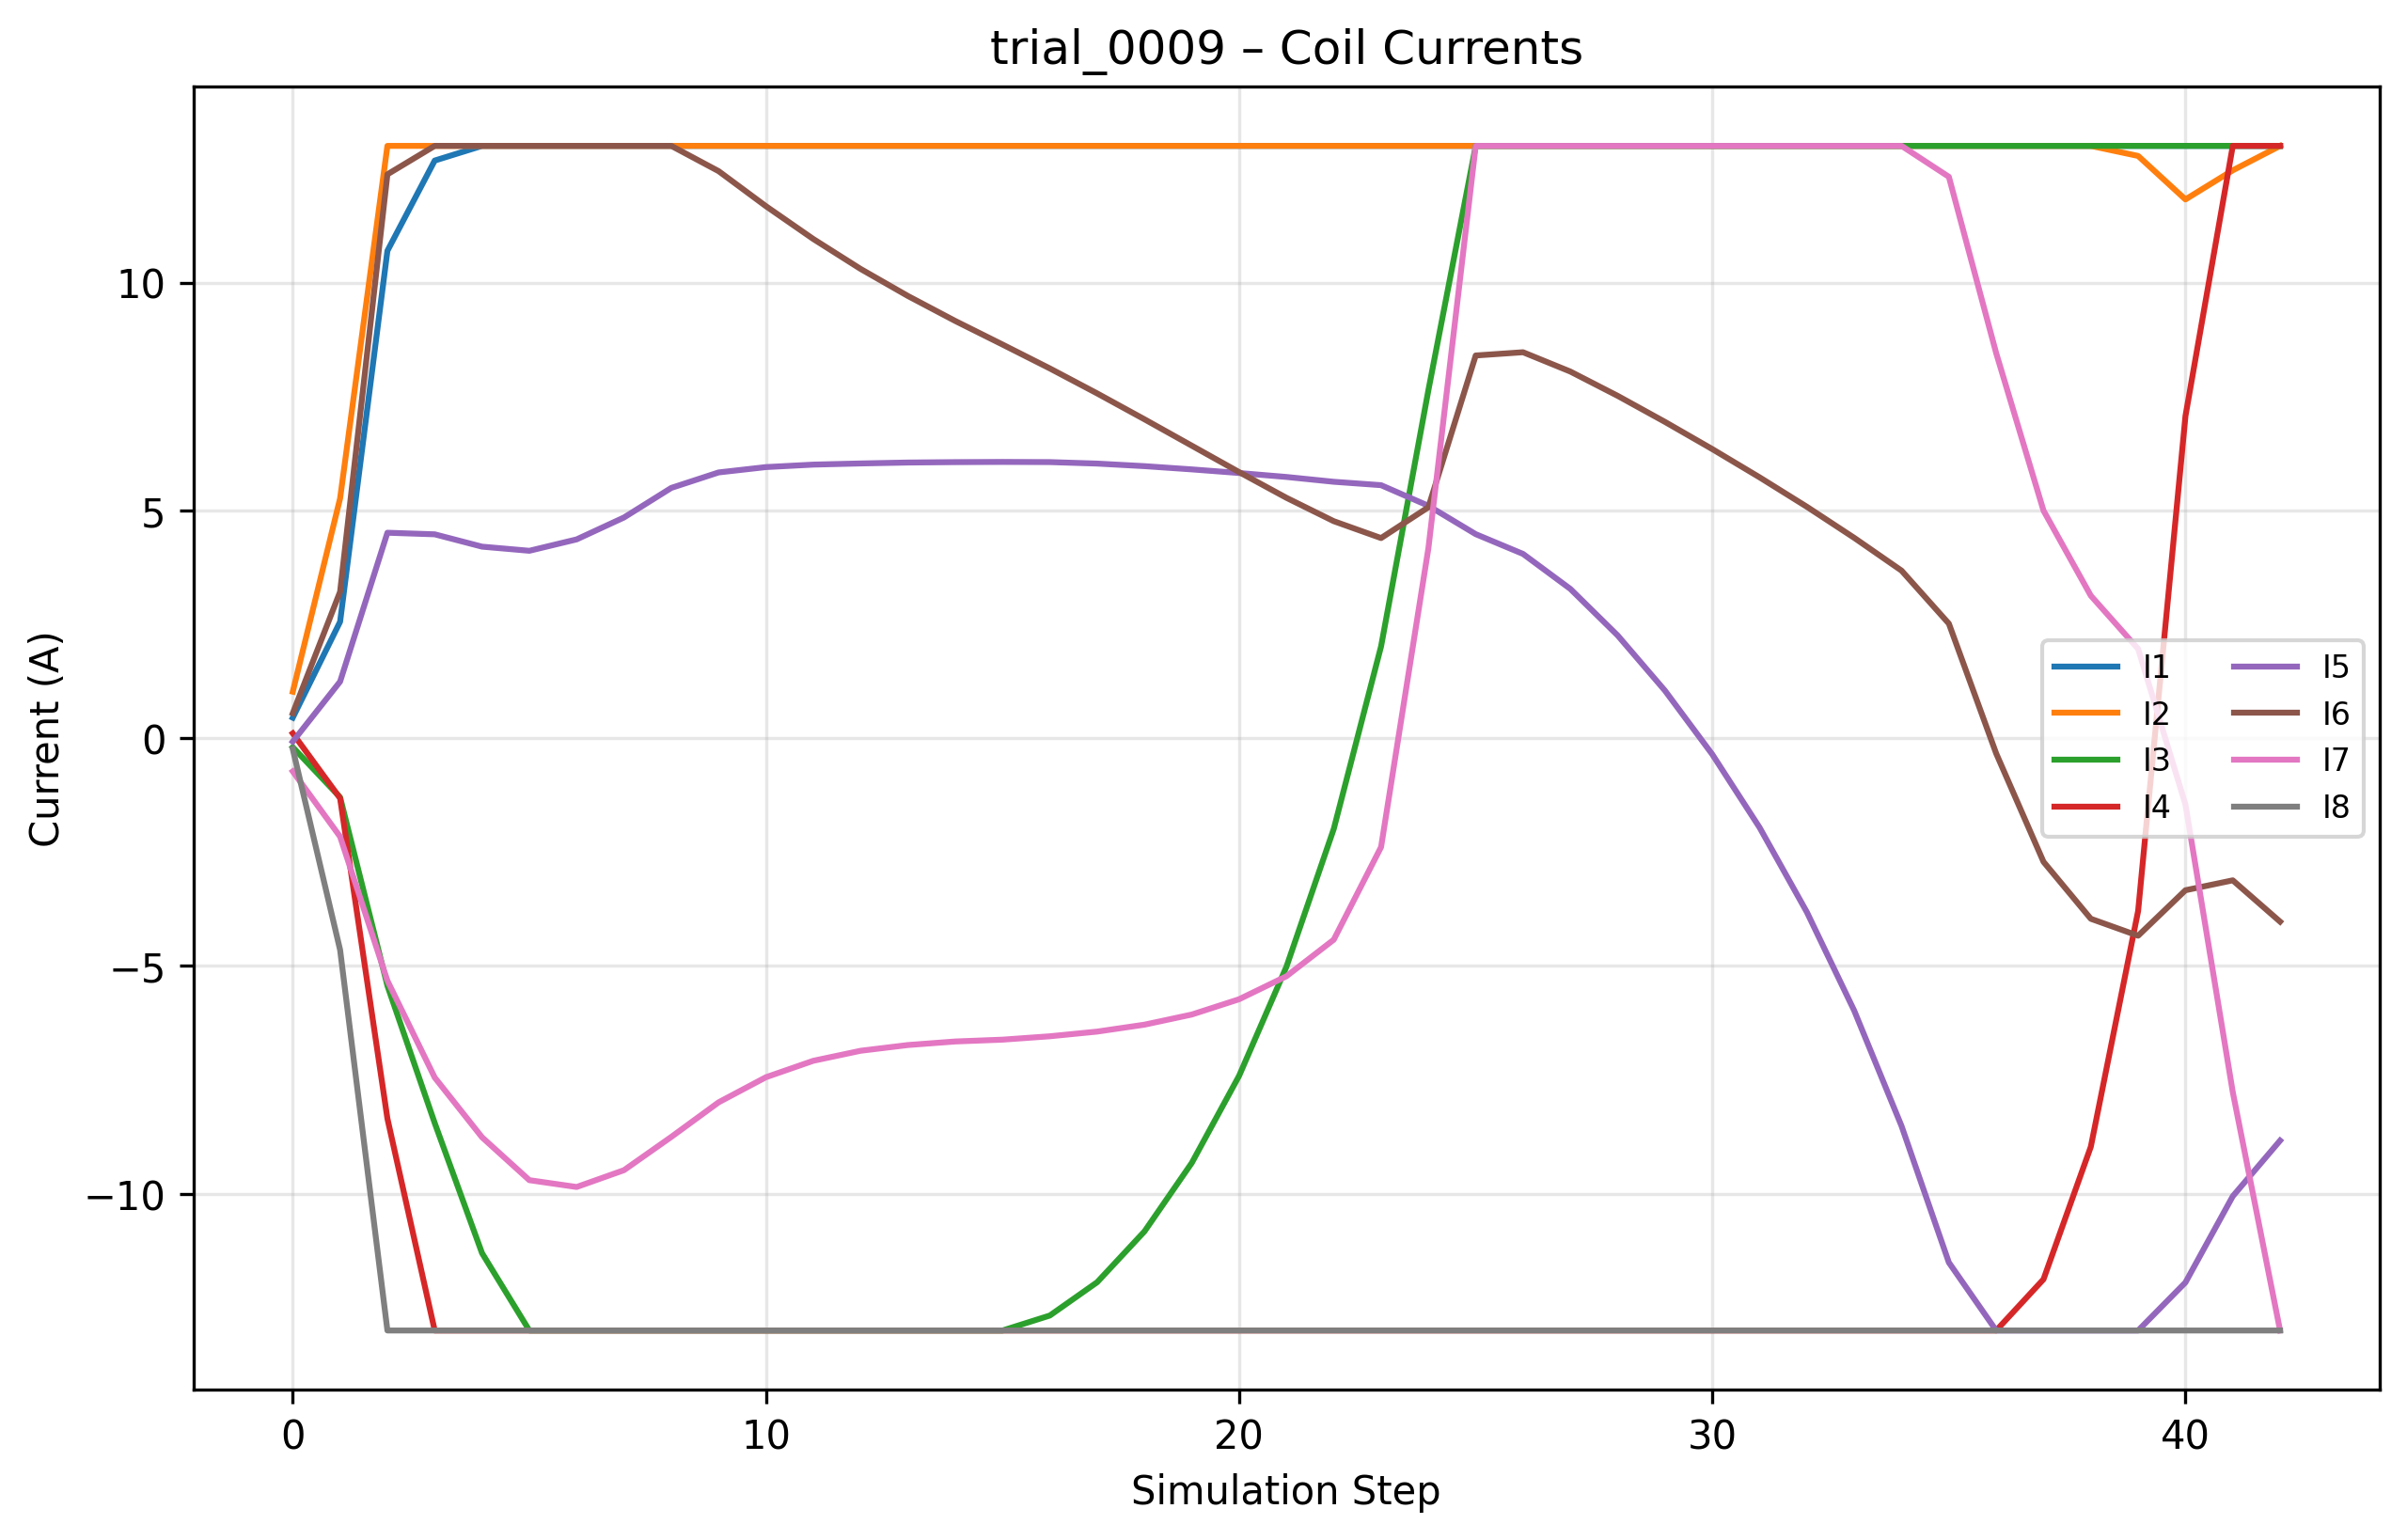 trial_0009 – Coil Currents
Current (A)
10
5
0
−5
−10
I1
I2
I3
I4
I5
I6
I7
I8
0
10
20
30
40
Simulation Step